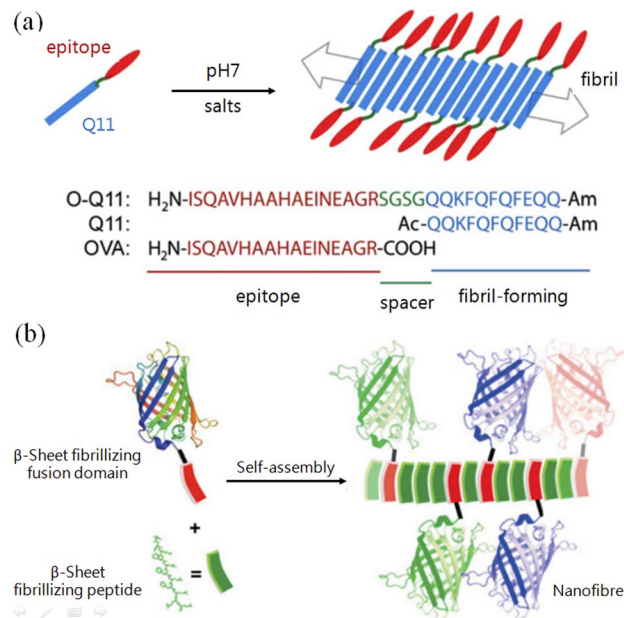 (a)
epitope
Q11
pH7
salts
fibril
O-Q11: H₂N-ISQAVHAAHAEINEAGRSGSGQQKFQFQFEQQ-Am
Q11: Ac-QQKFQFQFEQQ-Am
OVA: H₂N-ISQAVHAAHAEINEAGR-COOH
epitope
spacer
fibril-forming
(b)
β-Sheet fibrillizing
fusion domain
Self-assembly
+
β-Sheet
fibrillizing peptide
=
Nanofibre